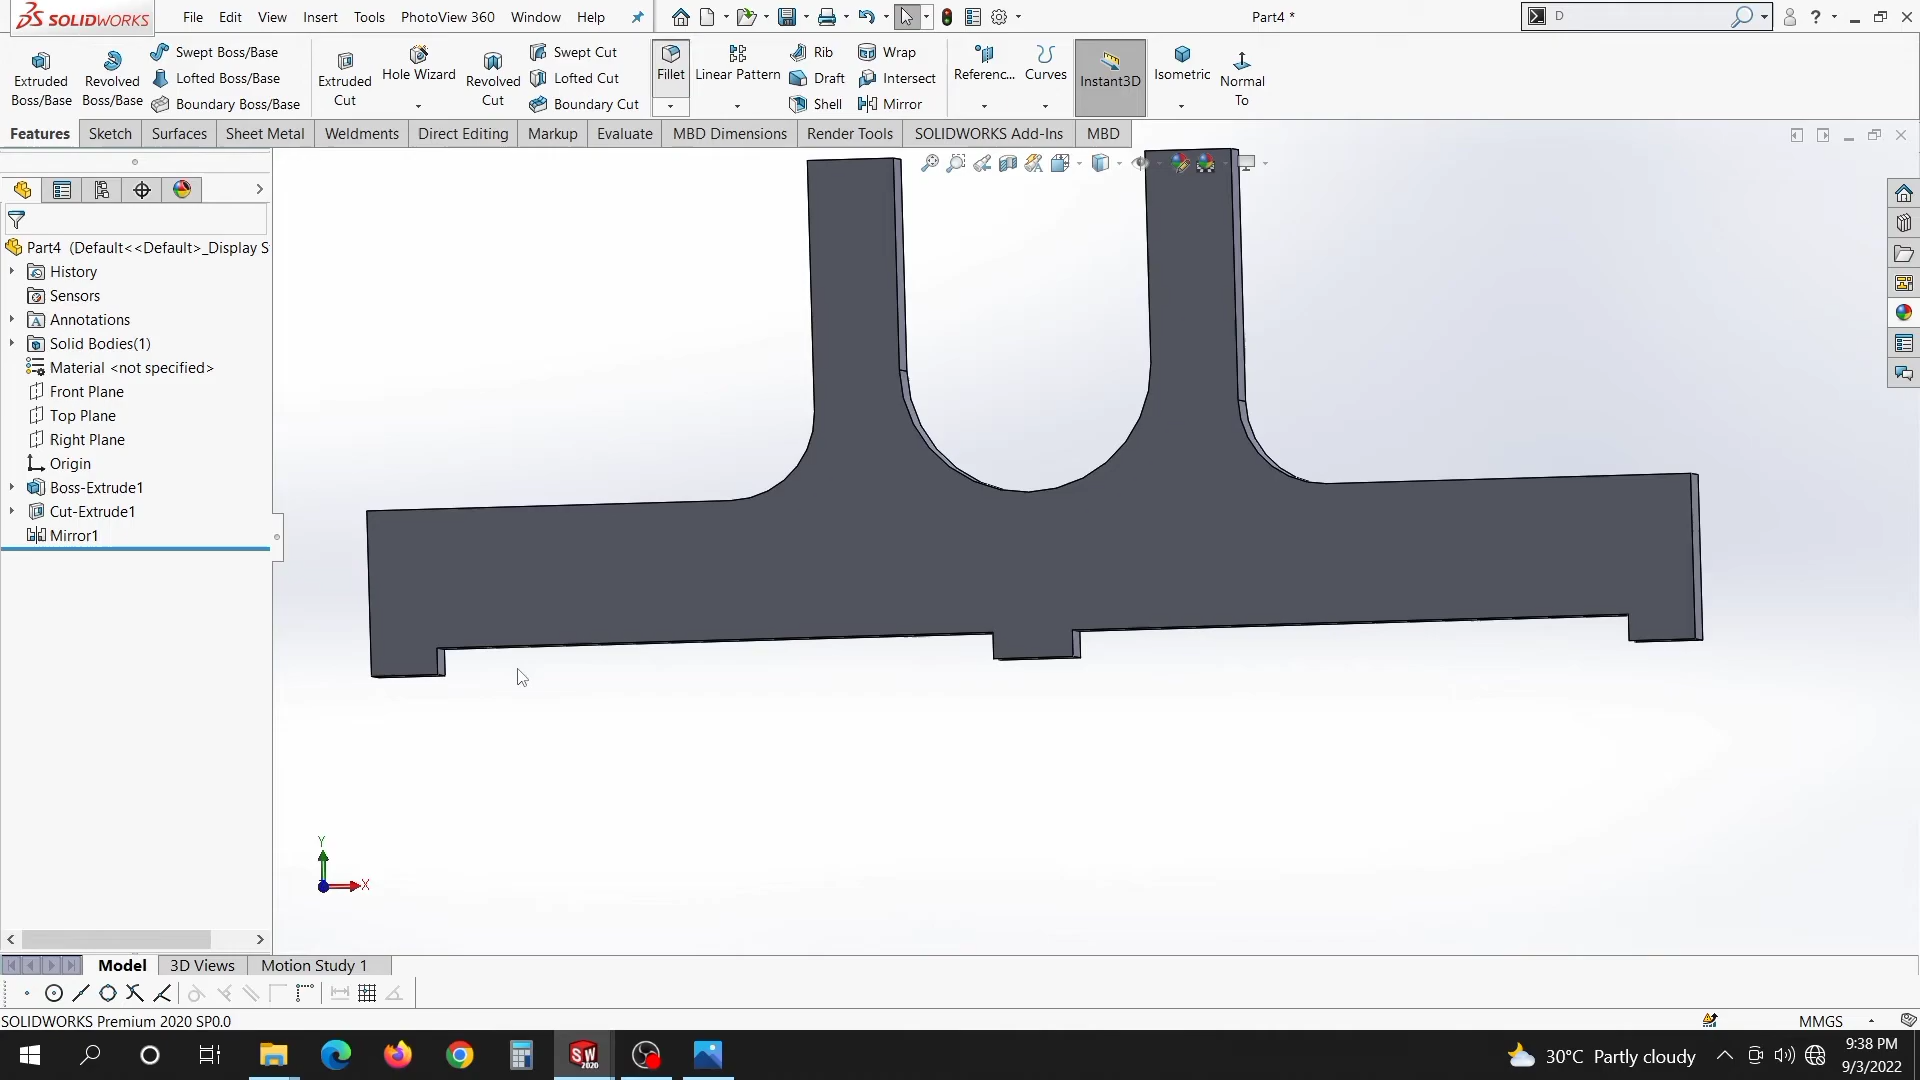 SOLIDWORKS File Edit View Insert Tools PhotoView 360 Window Help Part4 * D ?
Extruded Boss/Base
Revolved Boss/Base
Swept Boss/Base
Lofted Boss/Base
Boundary Boss/Base
Extruded Cut
Hole Wizard
Revolved Cut
Swept Cut
Lofted Cut
Boundary Cut
Fillet
Linear Pattern
Rib
Draft
Shell
Wrap
Intersect
Mirror
Referenc...
Curves
Instant3D
Isometric
Normal To
Features Sketch Surfaces Sheet Metal Weldments Direct Editing Markup Evaluate MBD Dimensions Render Tools SOLIDWORKS Add-Ins MBD
Part4 (Default<<Default>_Display S
History
Sensors
Annotations
Solid Bodies(1)
Material <not specified>
Front Plane
Top Plane
Right Plane
Origin
Boss-Extrude1
Cut-Extrude1
Mirror1
Y
X
Model 3D Views Motion Study 1
SOLIDWORKS Premium 2020 SP0.0 MMGS
SW 2020
30°C Partly cloudy
9:38 PM
9/3/2022